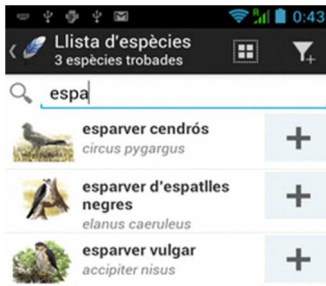 R 0:43
Llista d'espècies
3 espècies trobades
espa
esparver cendrós
circus pygargus
esparver d'espatlles
negres
elanus caeruleus
esparver vulgar
accipiter nisus